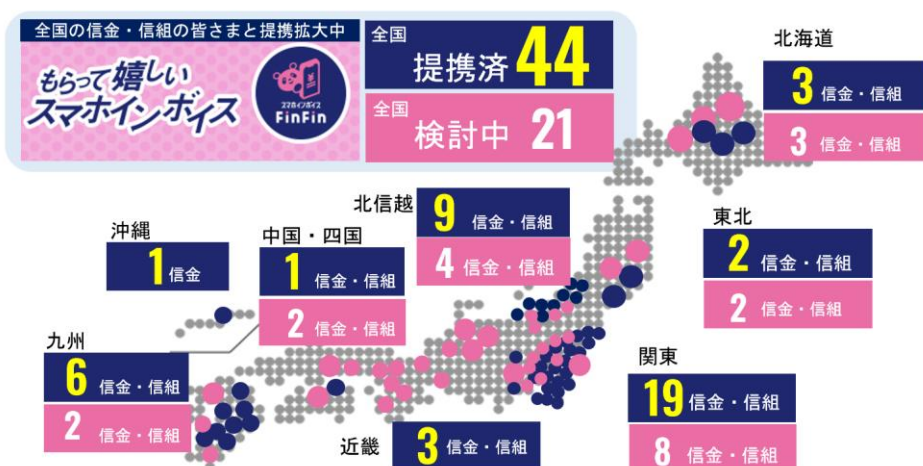 全国の信金・信組の皆さまと提携拡大中
もらって嬉しい
スマホインボイス
スマホインボイス
FinFin
全国
提携済 44
全国
検討中 21
北海道
3 信金・信組
3 信金・信組
北信越
9 信金・信組
4 信金・信組
東北
2 信金・信組
2 信金・信組
沖縄
1 信金
中国・四国
1 信金・信組
2 信金・信組
九州
6 信金・信組
2 信金・信組
関東
19 信金・信組
8 信金・信組
近畿
3 信金・信組